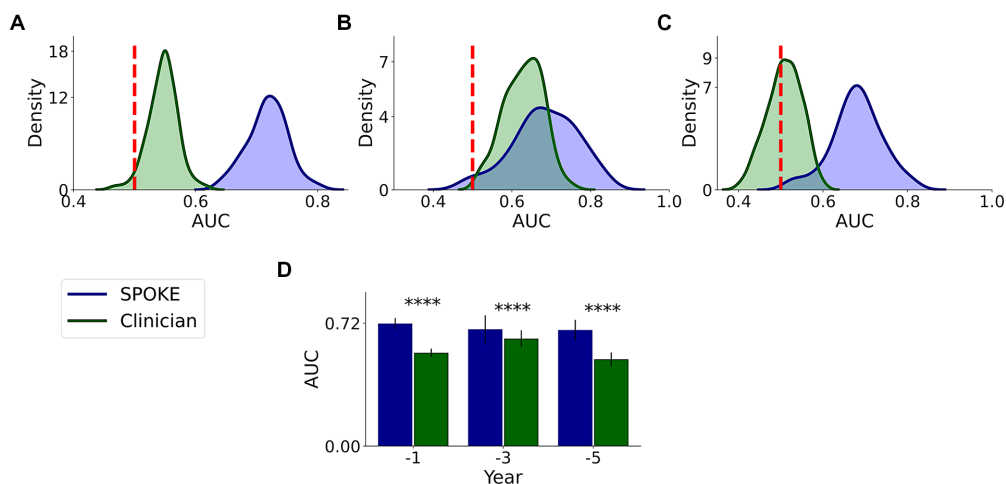 A
Density
18
12
0
0.4
0.6
0.8
AUC
B
Density
7
4
0
0.4
0.6
0.8
1.0
AUC
C
Density
9
7
0
0.4
0.6
0.8
1.0
AUC
SPOKE
Clinician
D
AUC
0.72
0.00
**** **** ****
-1 -3 -5
Year